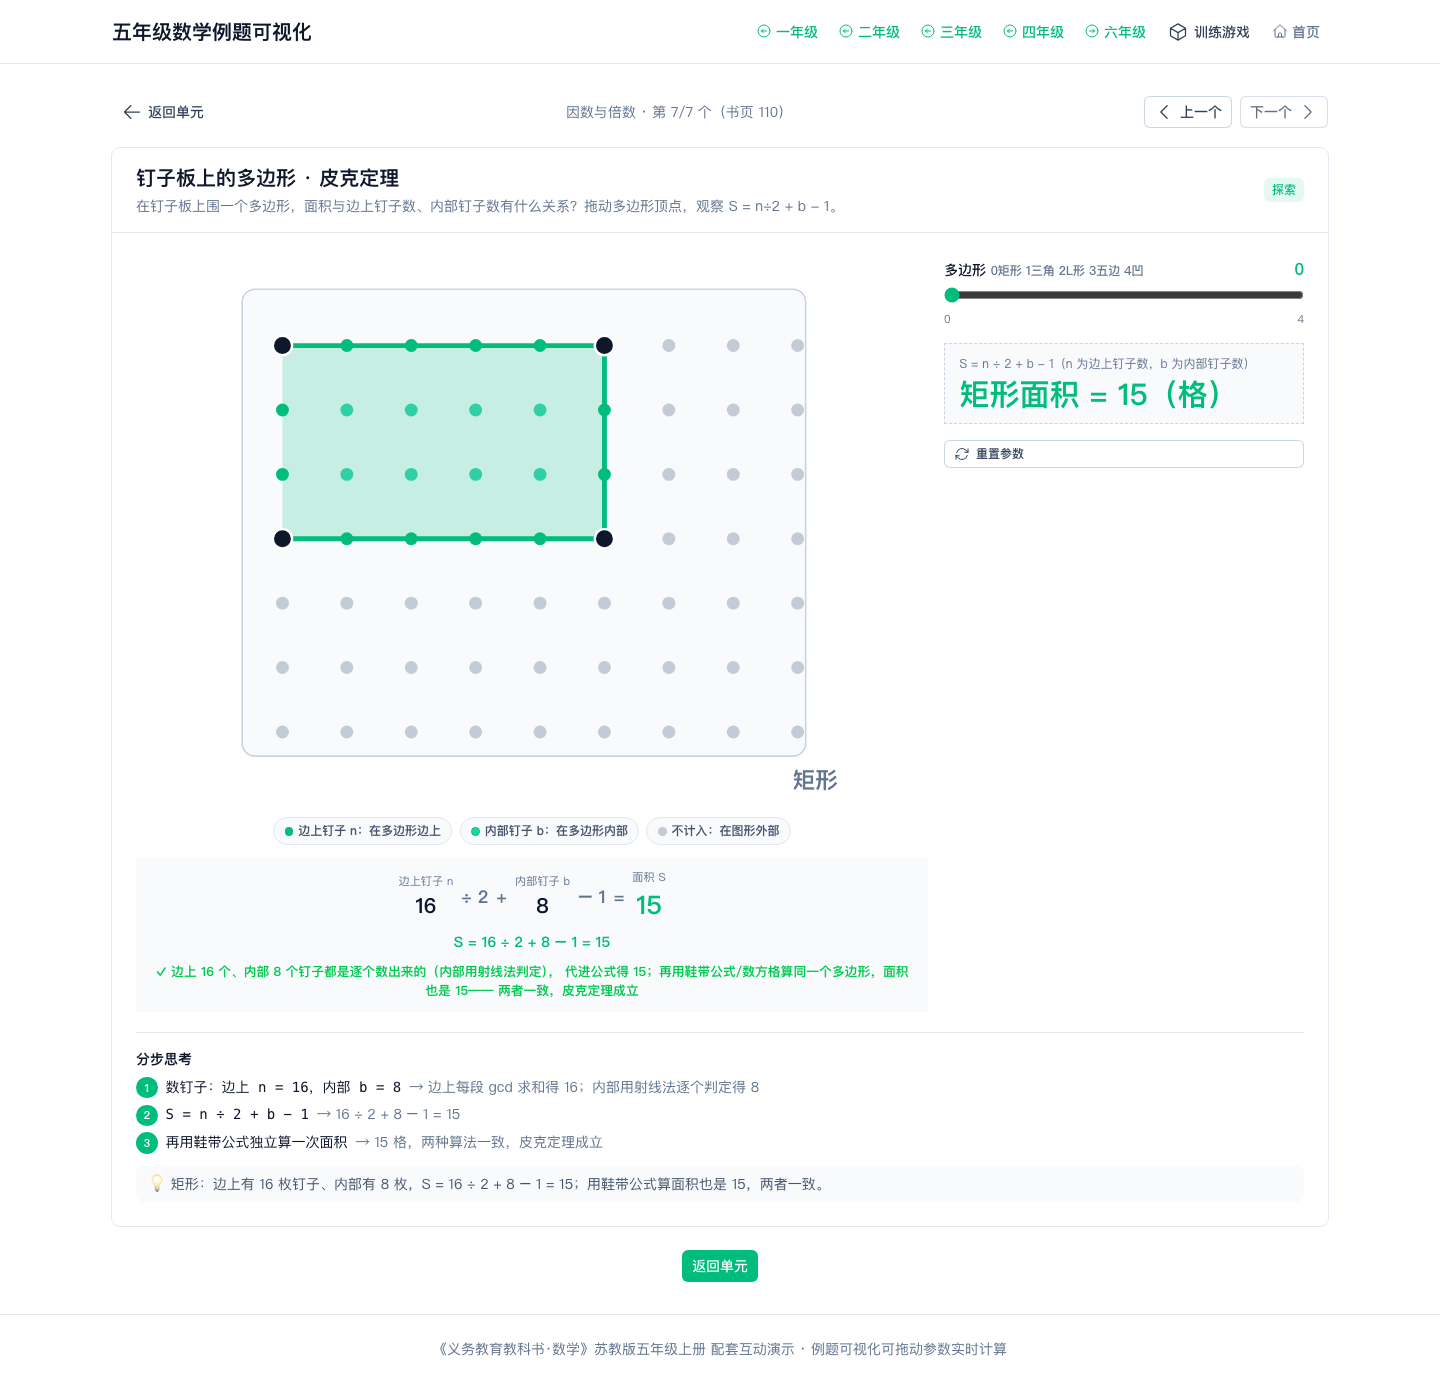 五年级数学例题可视化
一年级 二年级 三年级 四年级 六年级 训练游戏 首页
返回单元
因数与倍数 · 第 7/7 个（书页 110）
上一个 下一个
钉子板上的多边形 · 皮克定理
在钉子板上围一个多边形，面积与边上钉子数、内部钉子数有什么关系？拖动多边形顶点，观察 S = n÷2 + b − 1。
探索
多边形 0矩形 1三角 2L形 3五边 4凹 0
0 4
S = n ÷ 2 + b − 1（n 为边上钉子数，b 为内部钉子数）
矩形面积 = 15（格）
重置参数
矩形
边上钉子 n：在多边形边上 内部钉子 b：在多边形内部 不计入：在图形外部
边上钉子 n 内部钉子 b 面积 S
16 ÷ 2 + 8 − 1 = 15
S = 16 ÷ 2 + 8 − 1 = 15
✓ 边上 16 个、内部 8 个钉子都是逐个数出来的（内部用射线法判定），代进公式得 15；再用鞋带公式/数方格算同一个多边形，面积
也是 15—— 两者一致，皮克定理成立
分步思考
1 数钉子：边上 n = 16，内部 b = 8 → 边上每段 gcd 求和得 16；内部用射线法逐个判定得 8
2 S = n ÷ 2 + b − 1 → 16 ÷ 2 + 8 − 1 = 15
3 再用鞋带公式独立算一次面积 → 15 格，两种算法一致，皮克定理成立
💡 矩形：边上有 16 枚钉子、内部有 8 枚，S = 16 ÷ 2 + 8 − 1 = 15；用鞋带公式算面积也是 15，两者一致。
返回单元
《义务教育教科书·数学》苏教版五年级上册 配套互动演示 · 例题可视化可拖动参数实时计算